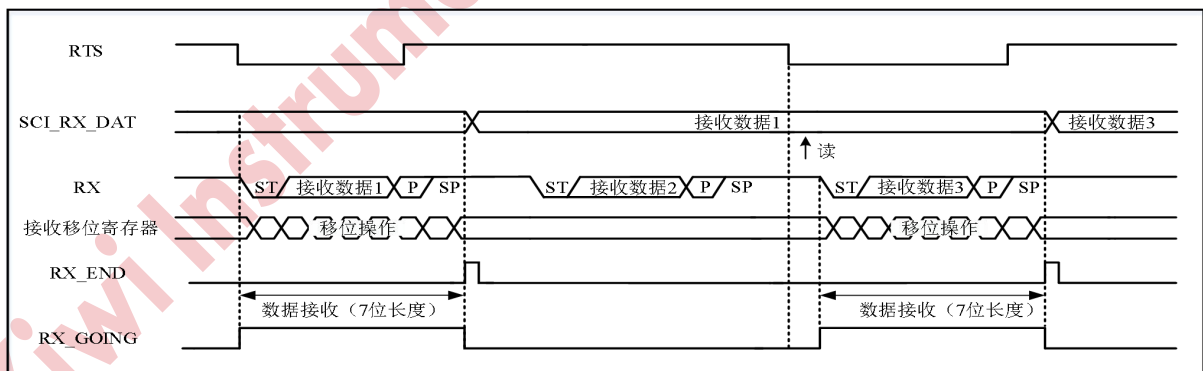 RTS
SCI_RX_DAT 接收数据1 接收数据3
读
RX ST 接收数据1 P SP ST 接收数据2 P SP ST 接收数据3 P SP
接收移位寄存器 移位操作 移位操作
RX_END
数据接收（7位长度） 数据接收（7位长度）
RX_GOING